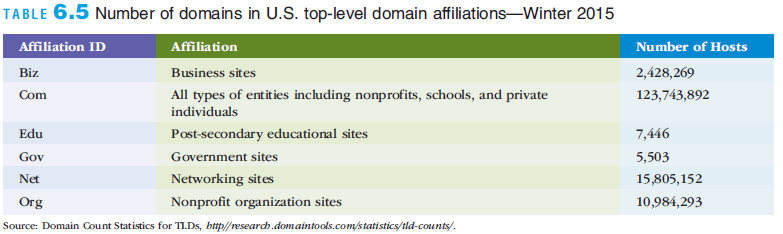 TABLE 6.5 Number of domains in U.S. top-level domain affiliations—Winter 2015
Affiliation ID Affiliation Number of Hosts
Biz Business sites 2,428,269
Com All types of entities including nonprofits, schools, and private 123,743,892
individuals
Edu Post-secondary educational sites 7,446
Gov Government sites 5,503
Net Networking sites 15,805,152
Org Nonprofit organization sites 10,984,293
Source: Domain Count Statistics for TLDs, http//research.domaintools.com/statistics/tld-counts/.